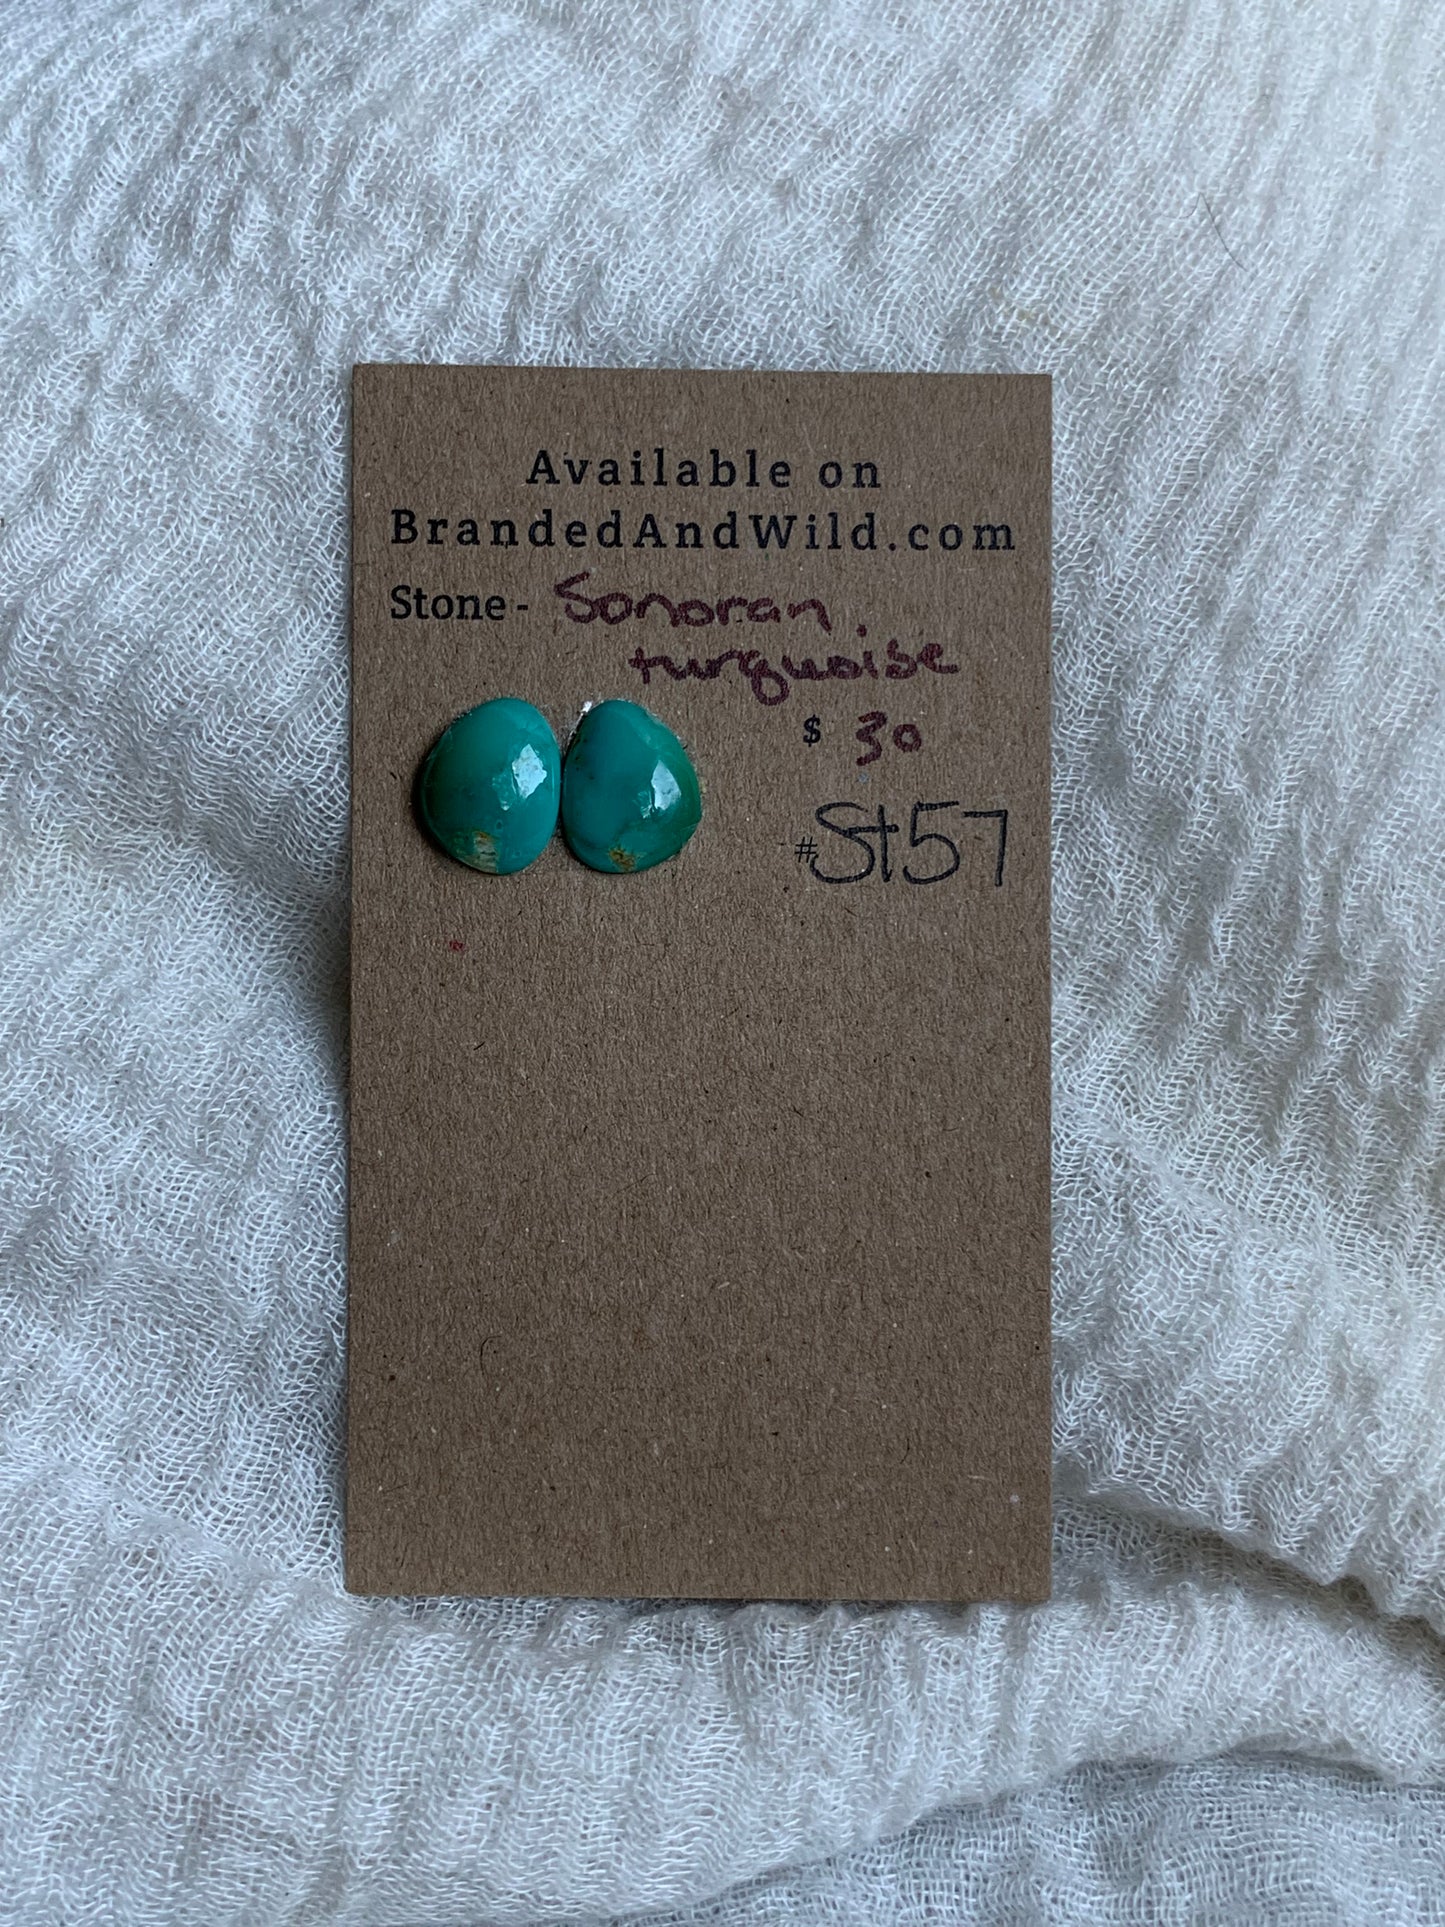 Available on
BrandedAndWild.com
Stone - Sonoran
turquoise
$ 30
#St57